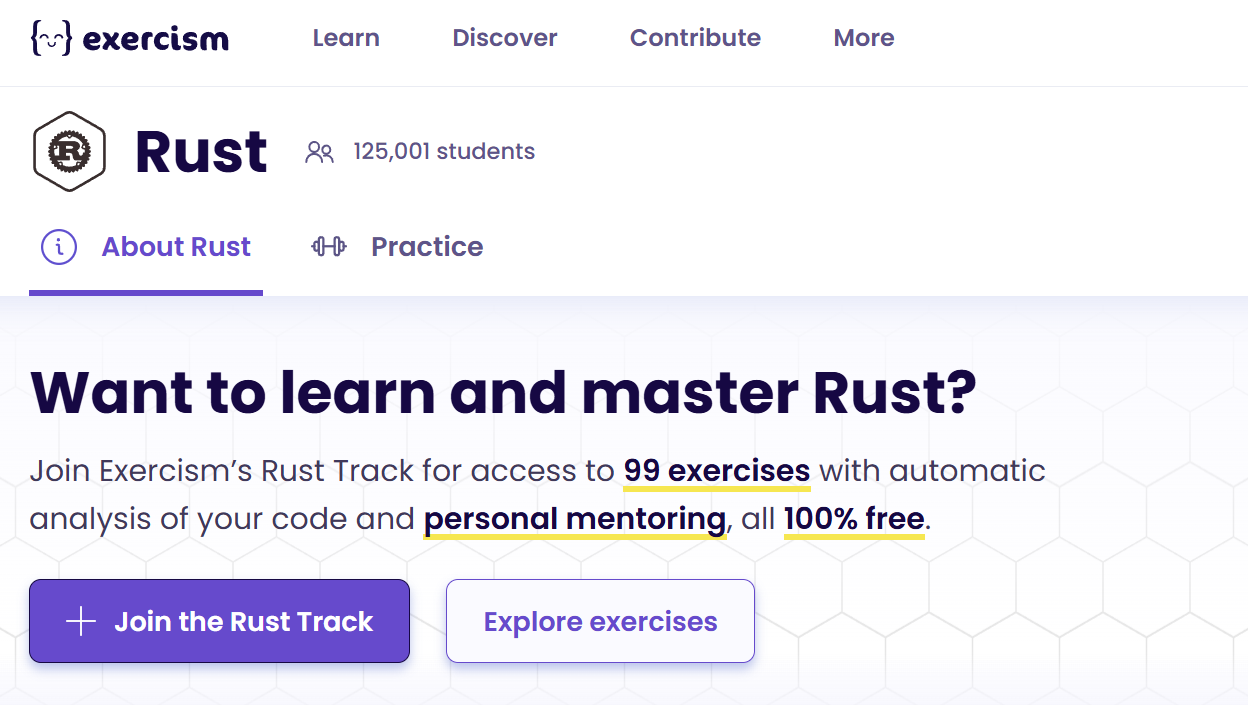 exercism Learn Discover Contribute More
Rust 125,001 students
About Rust Practice
Want to learn and master Rust?
Join Exercism’s Rust Track for access to 99 exercises with automatic
analysis of your code and personal mentoring, all 100% free.
Join the Rust Track Explore exercises